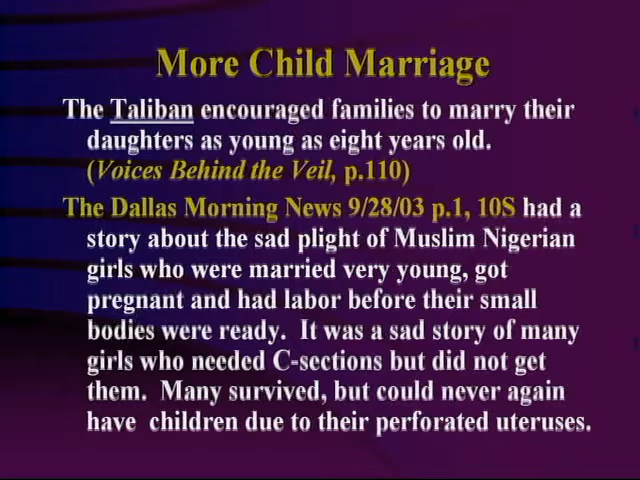 More Child Marriage
The Taliban encouraged families to marry their
daughters as young as eight years old.
(Voices Behind the Veil, p.110)
The Dallas Morning News 9/28/03 p.1, 10S had a
story about the sad plight of Muslim Nigerian
girls who were married very young, got
pregnant and had labor before their small
bodies were ready.  It was a sad story of many
girls who needed C-sections but did not get
them.  Many survived, but could never again
have  children due to their perforated uteruses.